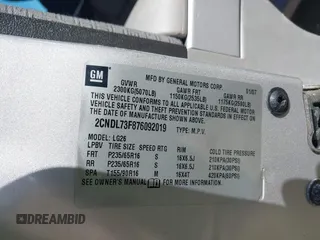 GM
MFD BY GENERAL MOTORS CORP 01/07
GVWR GAWR FRT GAWR RR
2300KG(5070LB) 1150KG(2535LB) 1175KG(2590LB)
THIS VEHICLE CONFORMS TO ALL APPLICABLE U.S. FEDERAL MOTOR
VEHICLE SAFETY AND THEFT PREVENTION STANDARDS IN EFFECT ON
THE DATE OF MANUFACTURE SHOWN ABOVE.
2CNDL73F876092019 TYPE: M.P.V.
MODEL: LG26
LPBV TIRE SIZE SPEED RTG RIM COLD TIRE PRESSURE
FRT P235/65R16 S 16X6.5J 210KPA(30PSI)
RR P235/65R16 S 16X6.5J 210KPA(30PSI)
SPA T155/90R16 M 16X4T 420KPA(60PSI)
SEE OWNER'S MANUAL
DREAMBID